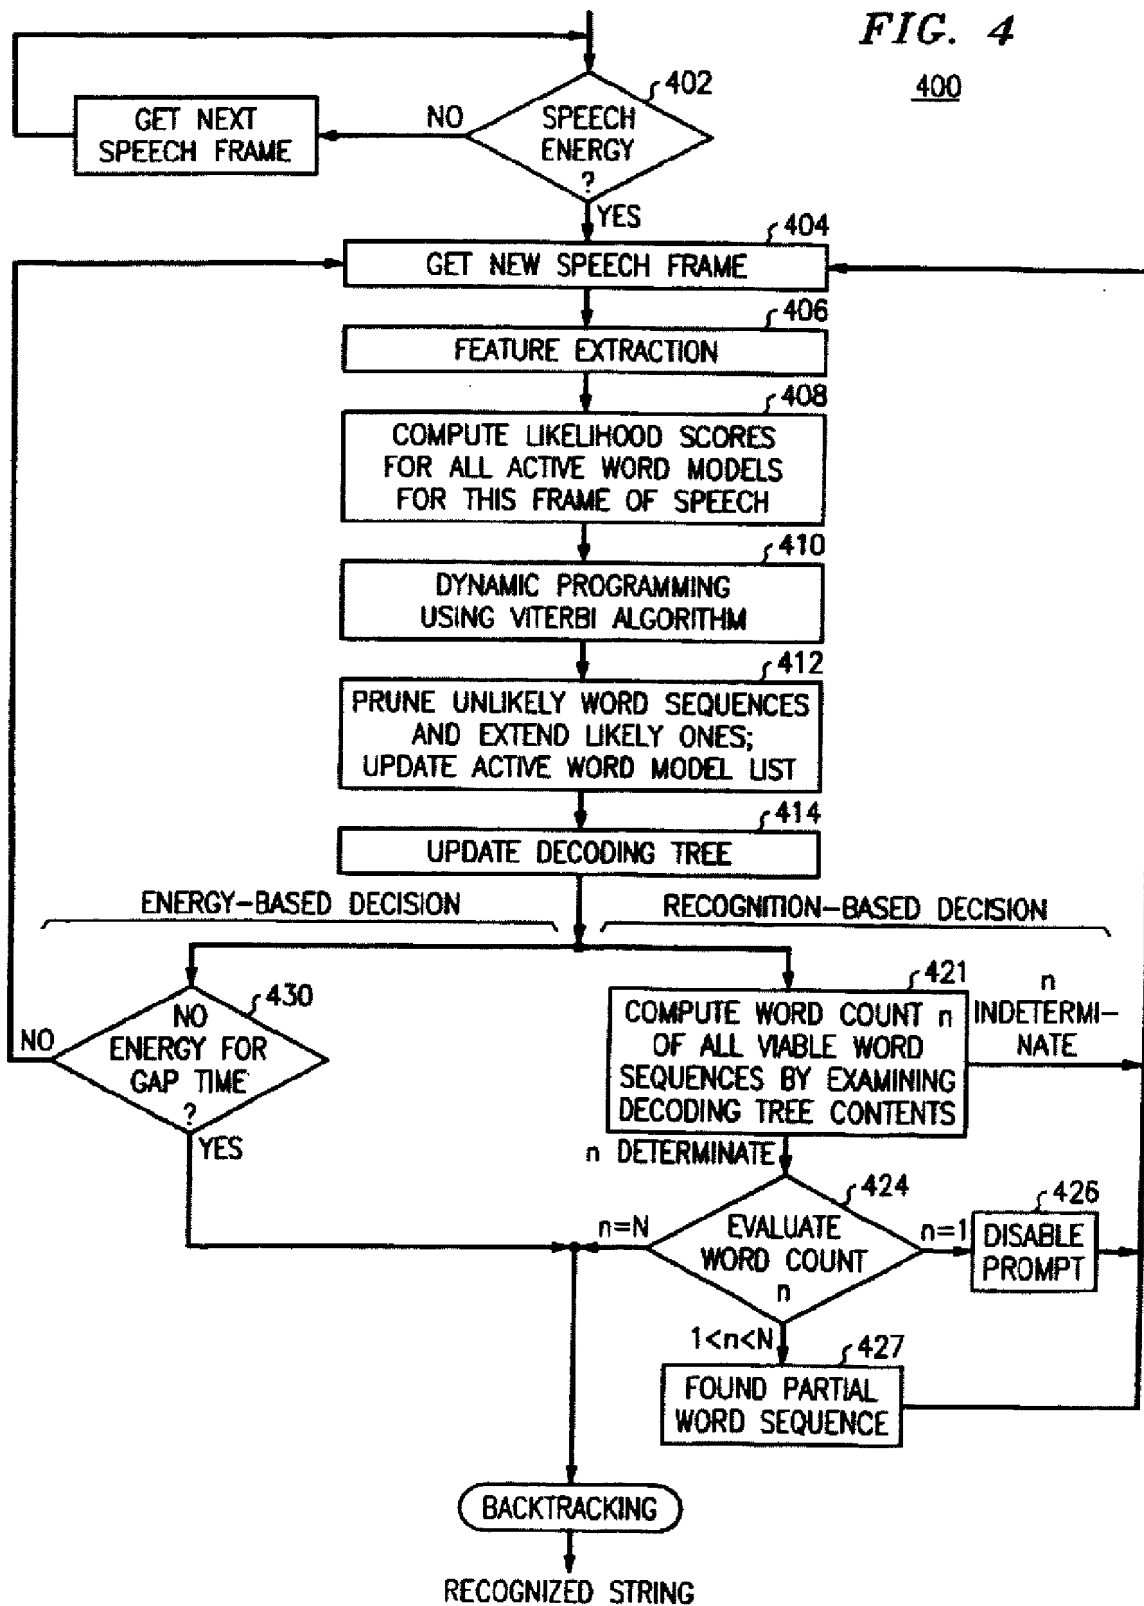 FIG. 4
400
402
SPEECH
ENERGY
?
NO
GET NEXT
SPEECH FRAME
YES
404
GET NEW SPEECH FRAME
406
FEATURE EXTRACTION
408
COMPUTE LIKELIHOOD SCORES
FOR ALL ACTIVE WORD MODELS
FOR THIS FRAME OF SPEECH
410
DYNAMIC PROGRAMMING
USING VITERBI ALGORITHM
412
PRUNE UNLIKELY WORD SEQUENCES
AND EXTEND LIKELY ONES;
UPDATE ACTIVE WORD MODEL LIST
414
UPDATE DECODING TREE
ENERGY-BASED DECISION
RECOGNITION-BASED DECISION
430
NO
ENERGY FOR
GAP TIME
?
NO
YES
421
COMPUTE WORD COUNT n
OF ALL VIABLE WORD
SEQUENCES BY EXAMINING
DECODING TREE CONTENTS
n
INDETERMI-
NATE
n DETERMINATE
424
EVALUATE
WORD COUNT
n
n=N
n=1
426
DISABLE
PROMPT
1<n<N
427
FOUND PARTIAL
WORD SEQUENCE
BACKTRACKING
RECOGNIZED STRING